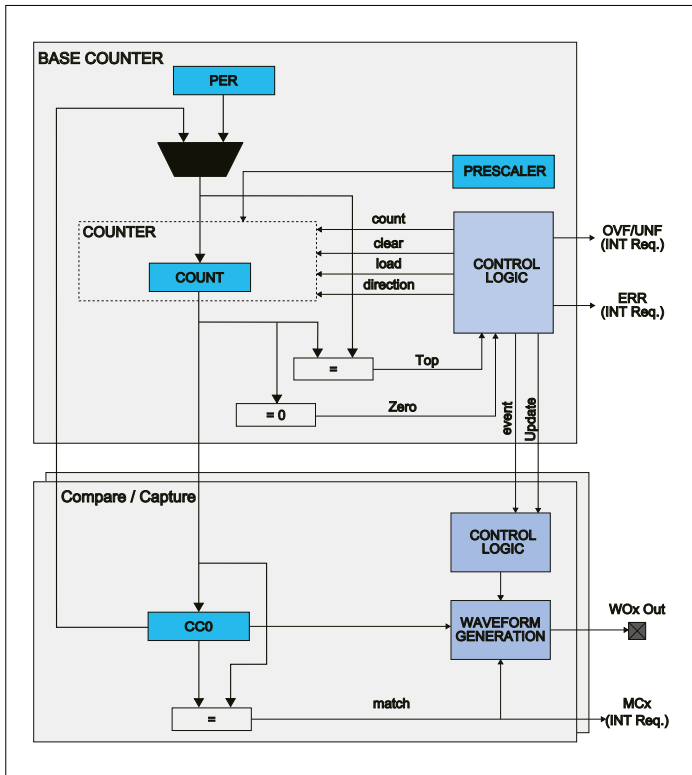 BASE COUNTER
PER
PRESCALER
COUNTER
count
clear
load
direction
COUNT
CONTROL
LOGIC
OVF/UNF
(INT Req.)
ERR
(INT Req.)
=
Top
= 0
Zero
event
Update
Compare / Capture
CONTROL
LOGIC
CC0
WAVEFORM
GENERATION
WOx Out
=
match
MCx
(INT Req.)